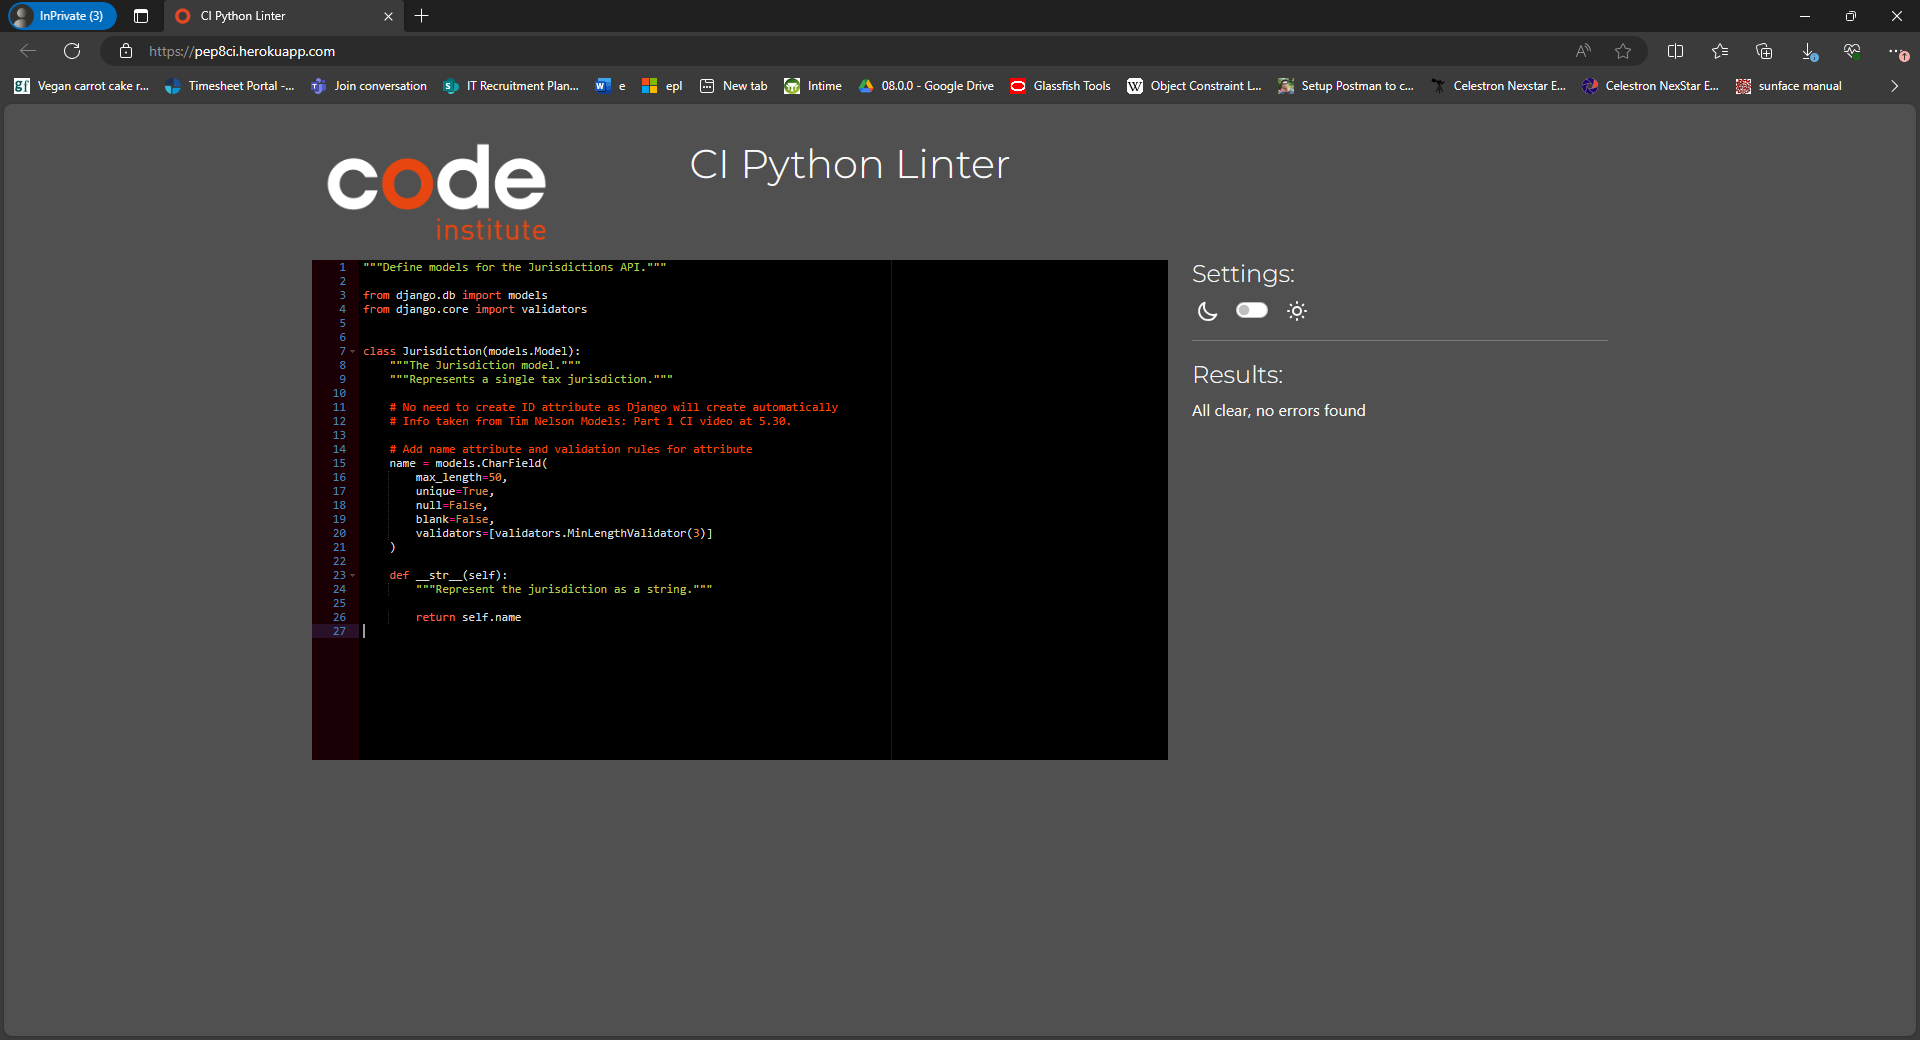 InPrivate (3)
CI Python Linter
https://pep8ci.herokuapp.com
Vegan carrot cake r...
Timesheet Portal -...
Join conversation
IT Recruitment Plan...
e
epl
New tab
Intime
08.0.0 - Google Drive
Glassfish Tools
Object Constraint L...
Setup Postman to c...
Celestron Nexstar E...
Celestron NexStar E...
sunface manual
code
institute
CI Python Linter
1 """Define models for the Jurisdictions API."""
2
3 from django.db import models
4 from django.core import validators
5
6
7 class Jurisdiction(models.Model):
8     """The Jurisdiction model."""
9     """Represents a single tax jurisdiction."""
10
11     # No need to create ID attribute as Django will create automatically
12     # Info taken from Tim Nelson Models: Part 1 CI video at 5.30.
13
14     # Add name attribute and validation rules for attribute
15     name = models.CharField(
16         max_length=50,
17         unique=True,
18         null=False,
19         blank=False,
20         validators=[validators.MinLengthValidator(3)]
21     )
22
23     def __str__(self):
24         """Represent the jurisdiction as a string."""
25
26         return self.name
27
Settings:
Results:
All clear, no errors found